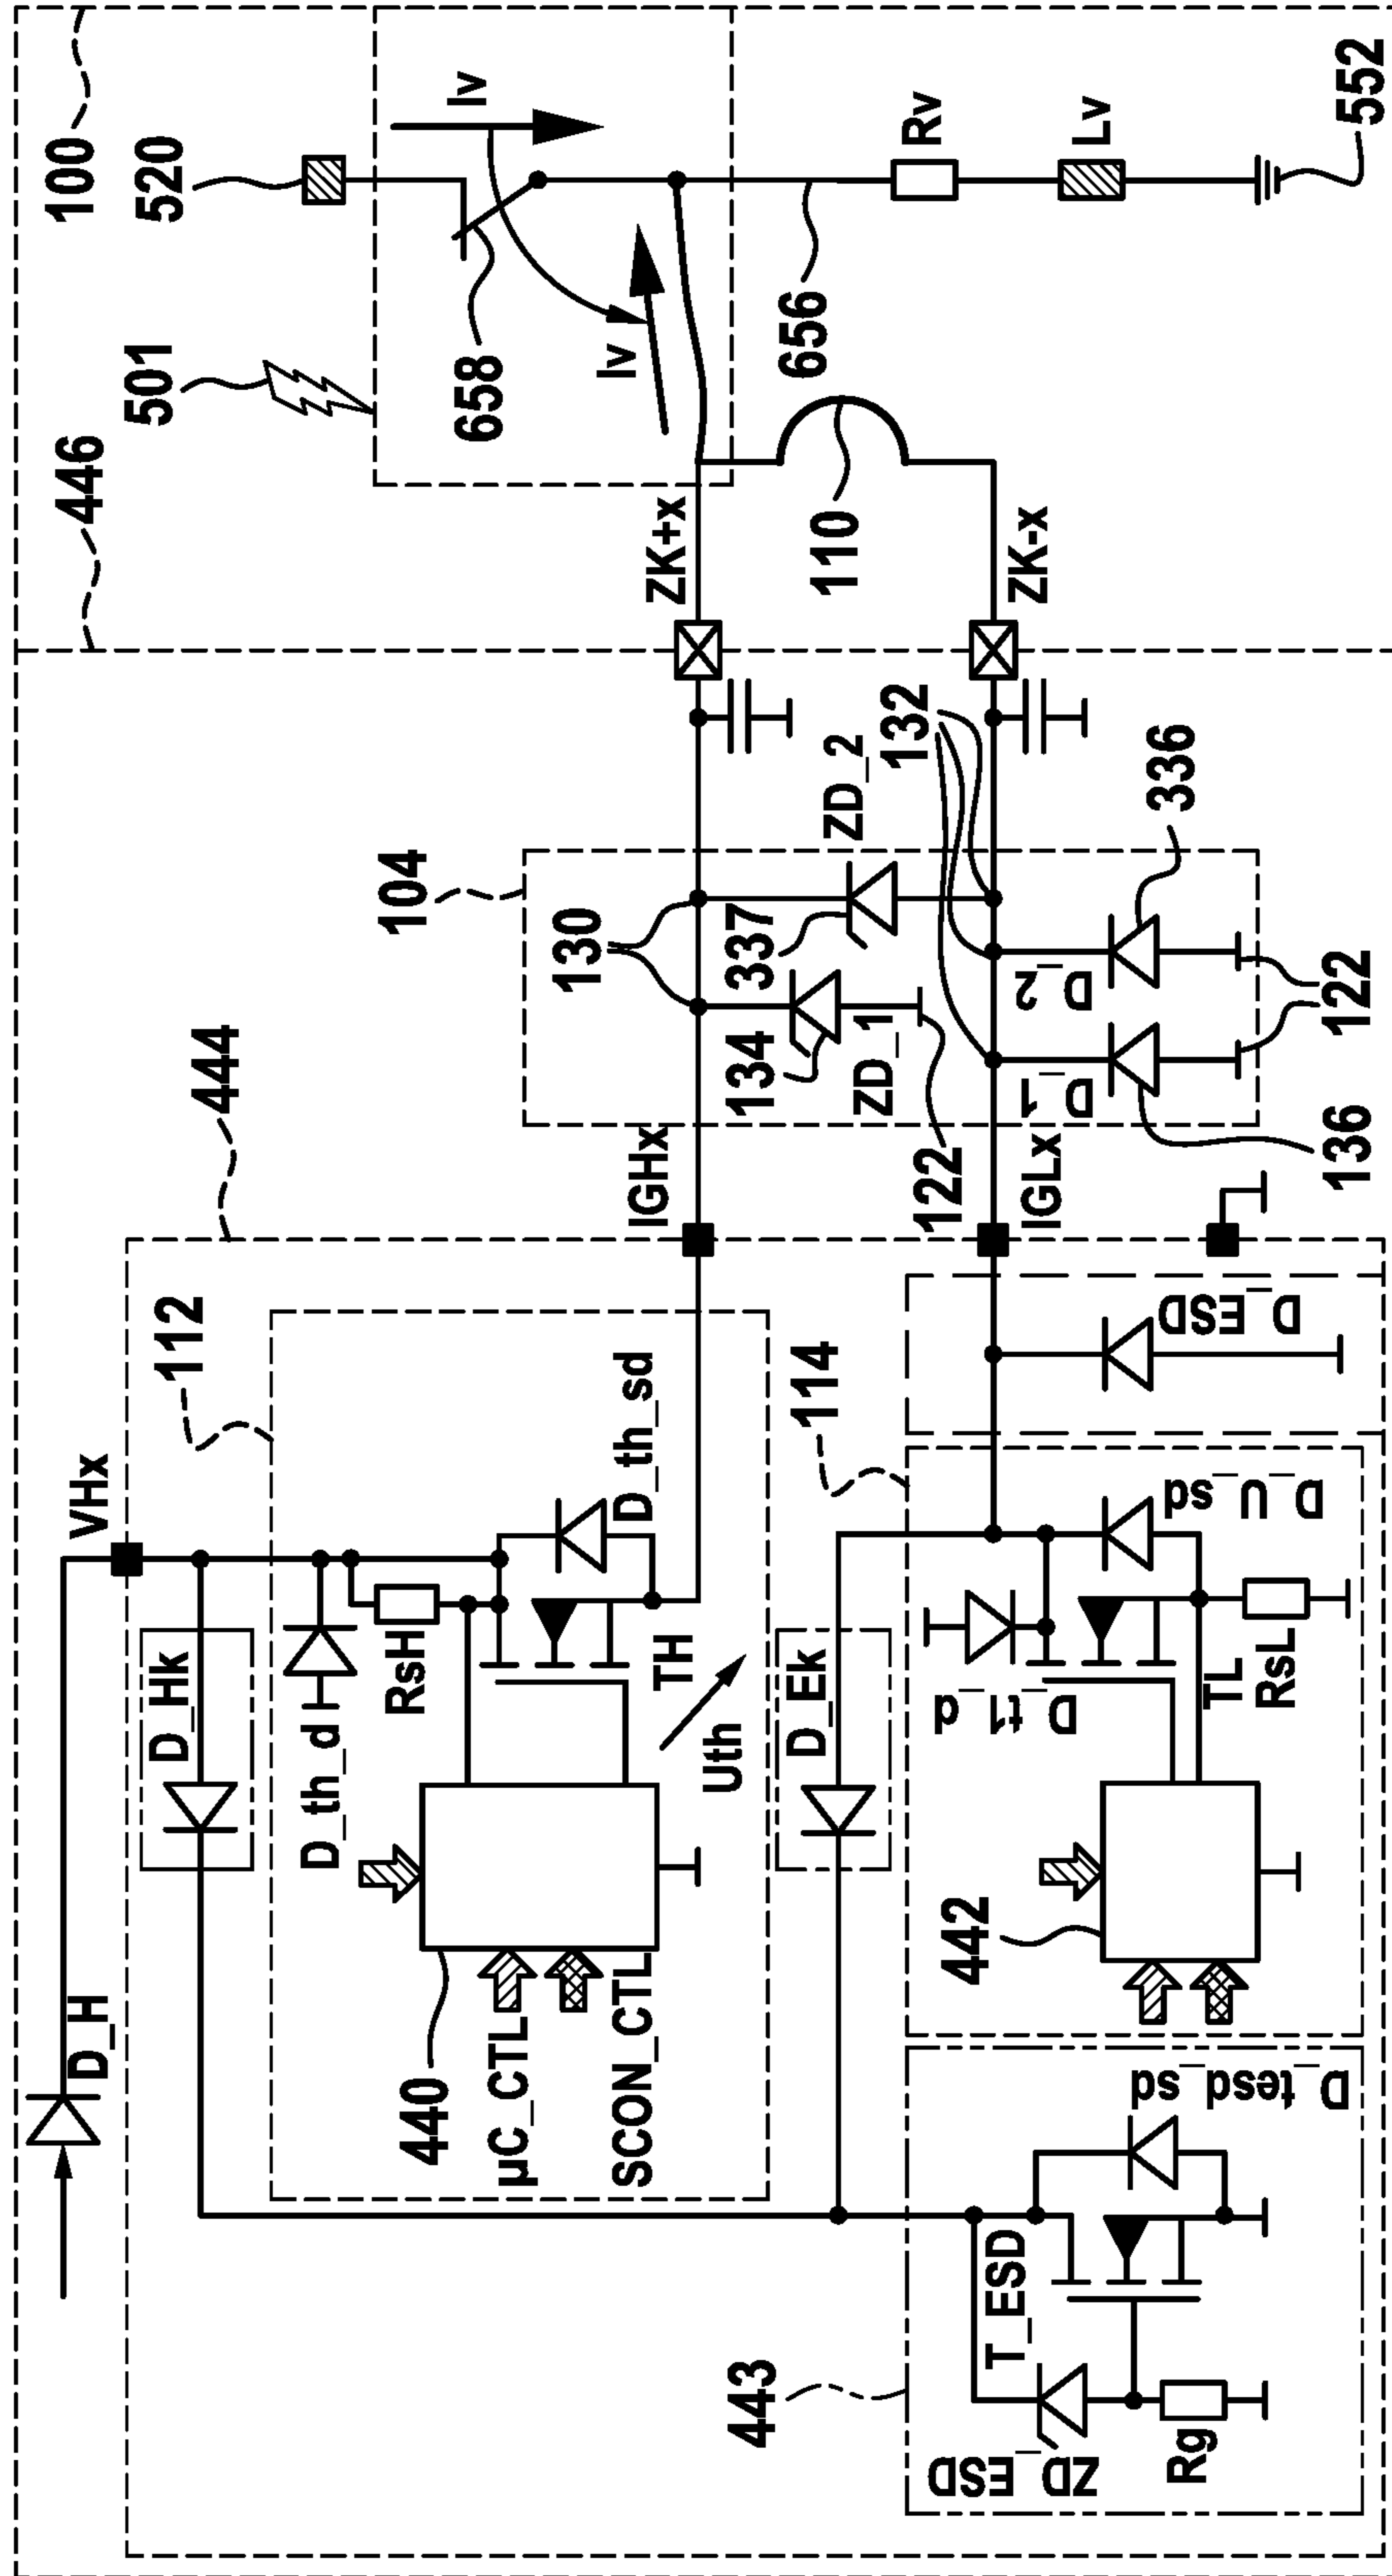 100
520
Iv
501
446
Iv
658
Rv
Lv
552
656
110
ZK+x
ZK-x
104
130
132
ZD_2
337
134
ZD_1
122
336
D_2
D_1
122
136
444
IGHx
IGLx
112
VHx
D_th_sd
114
D_ESD
D_Hk
RsH
D_th_d
TH
Uth
D_Ek
D_U_sd
D_t1_d
TL
RsL
D_H
440
µC_CTL
SCON_CTL
442
D_tesd_sd
T_ESD
443
ZD_ESD
Rg